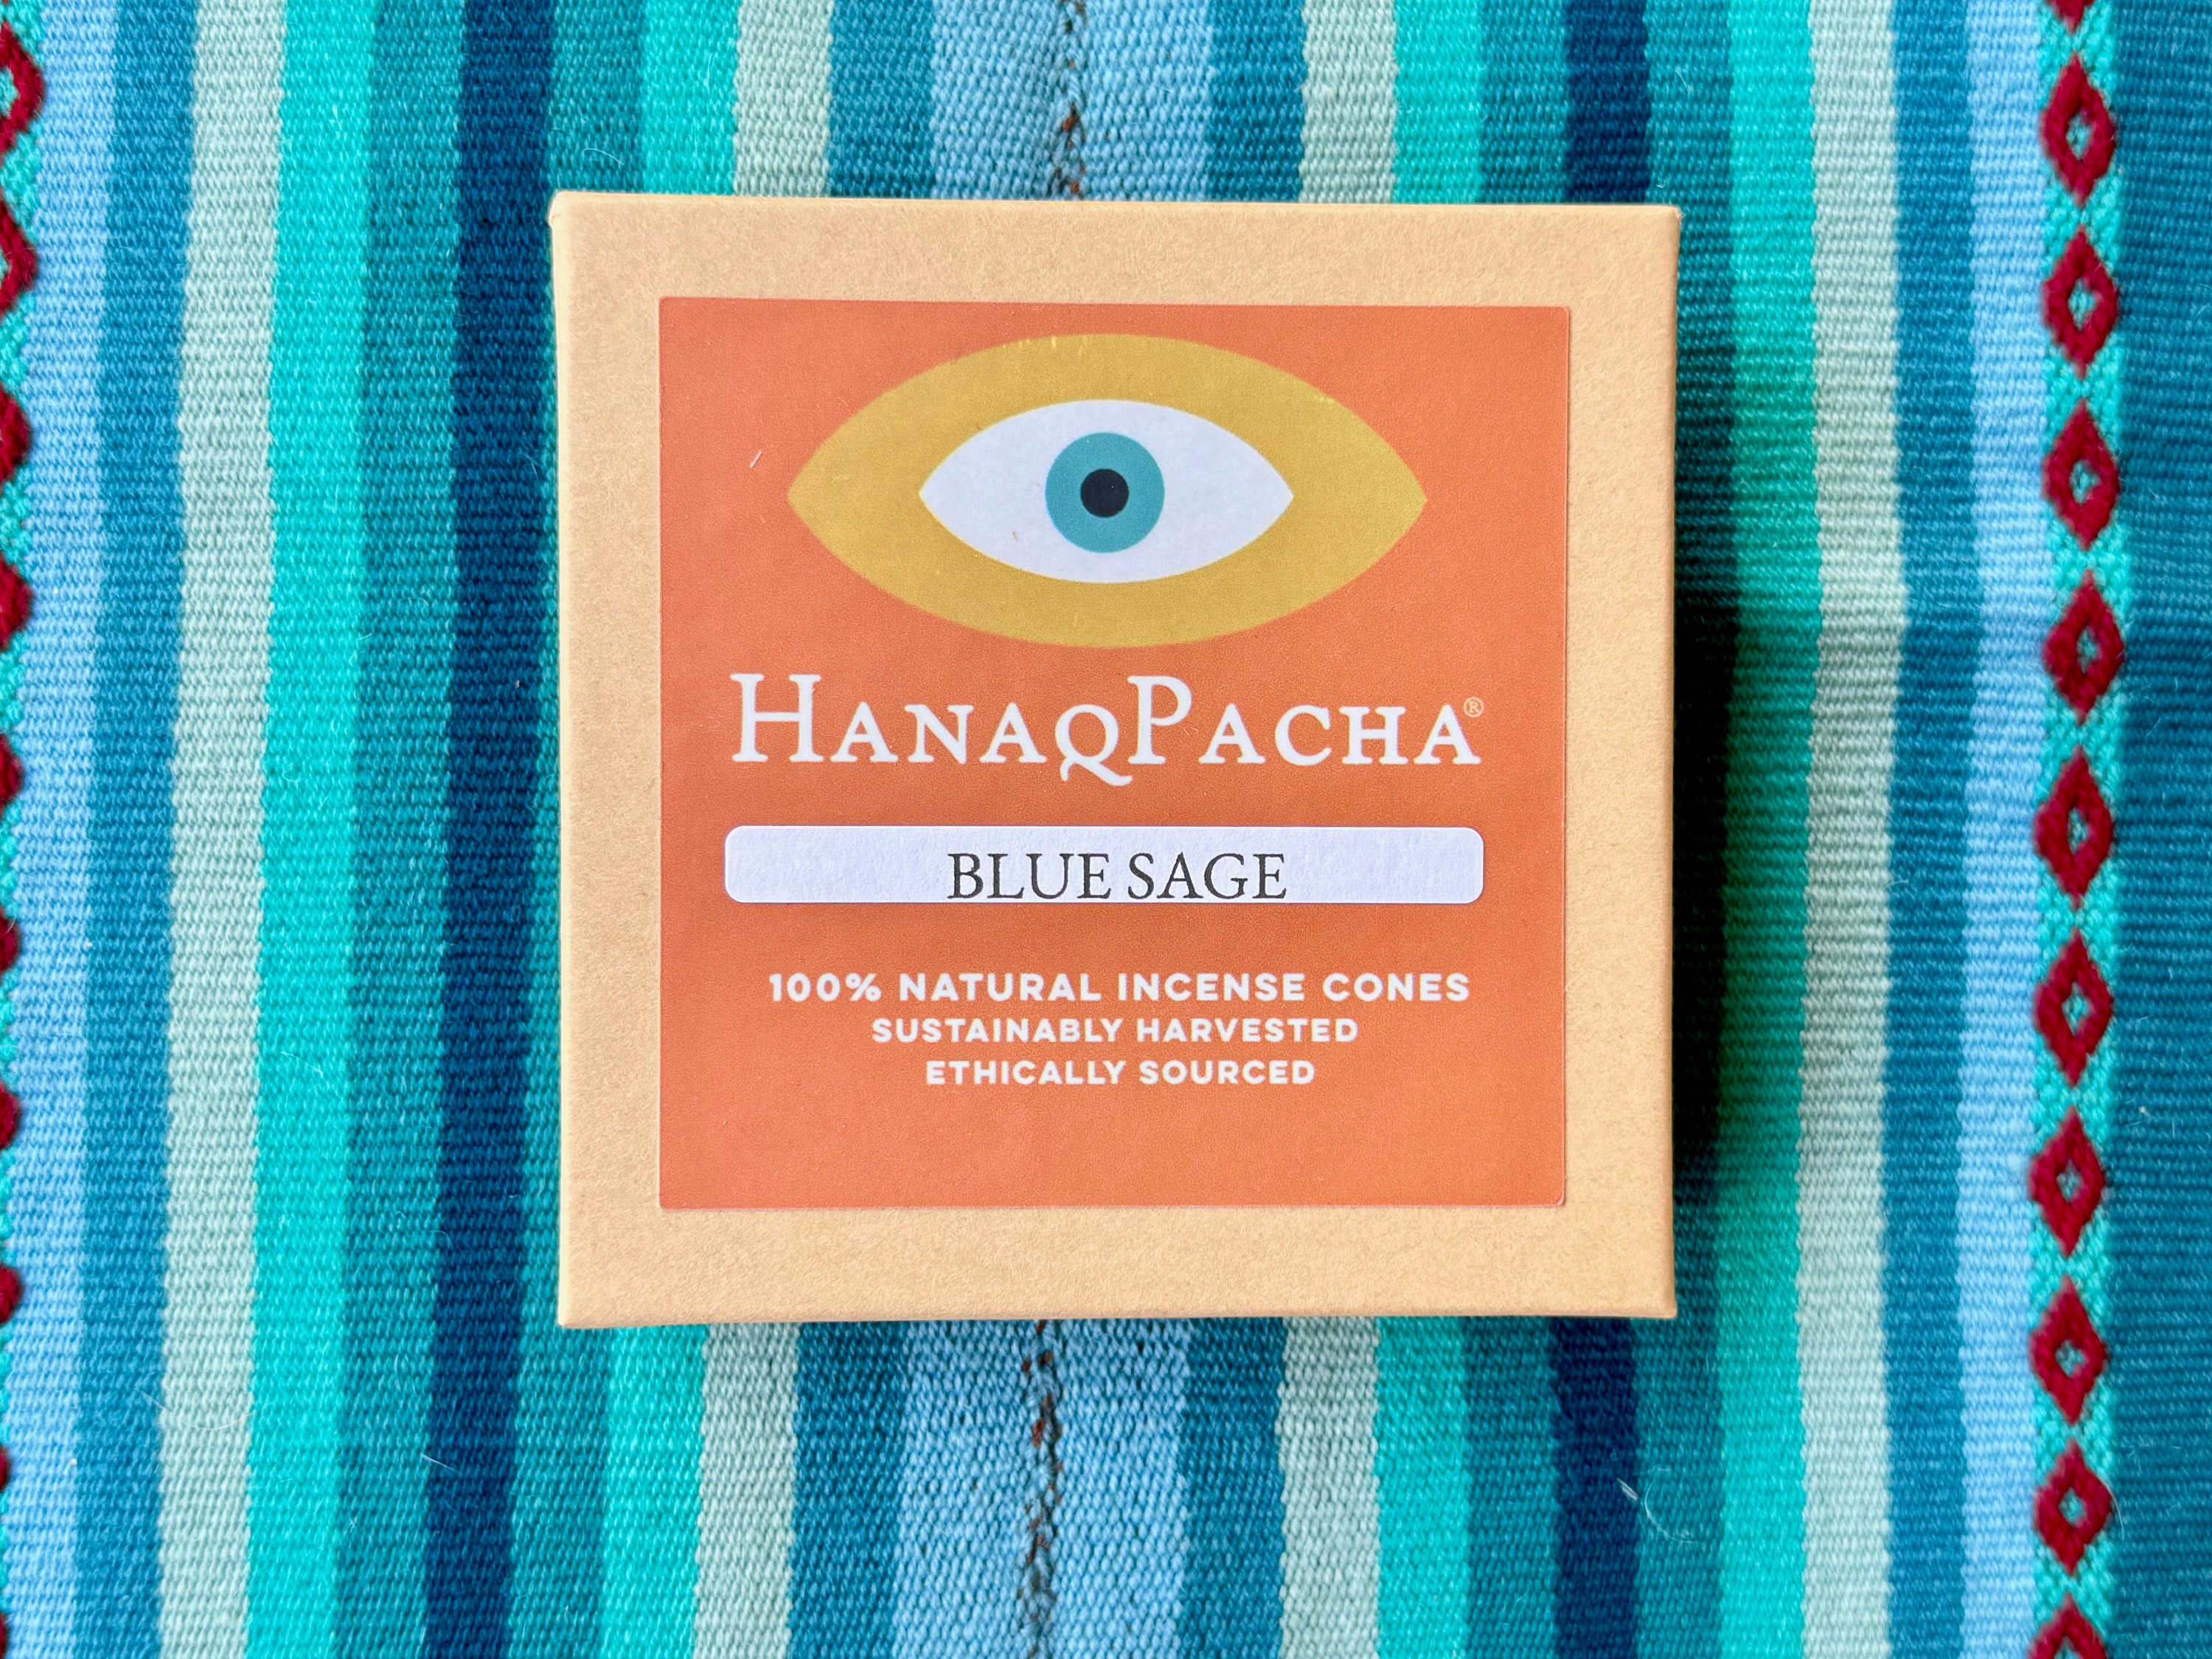 HANAQPACHA®
BLUE SAGE
100% NATURAL INCENSE CONES
SUSTAINABLY HARVESTED
ETHICALLY SOURCED